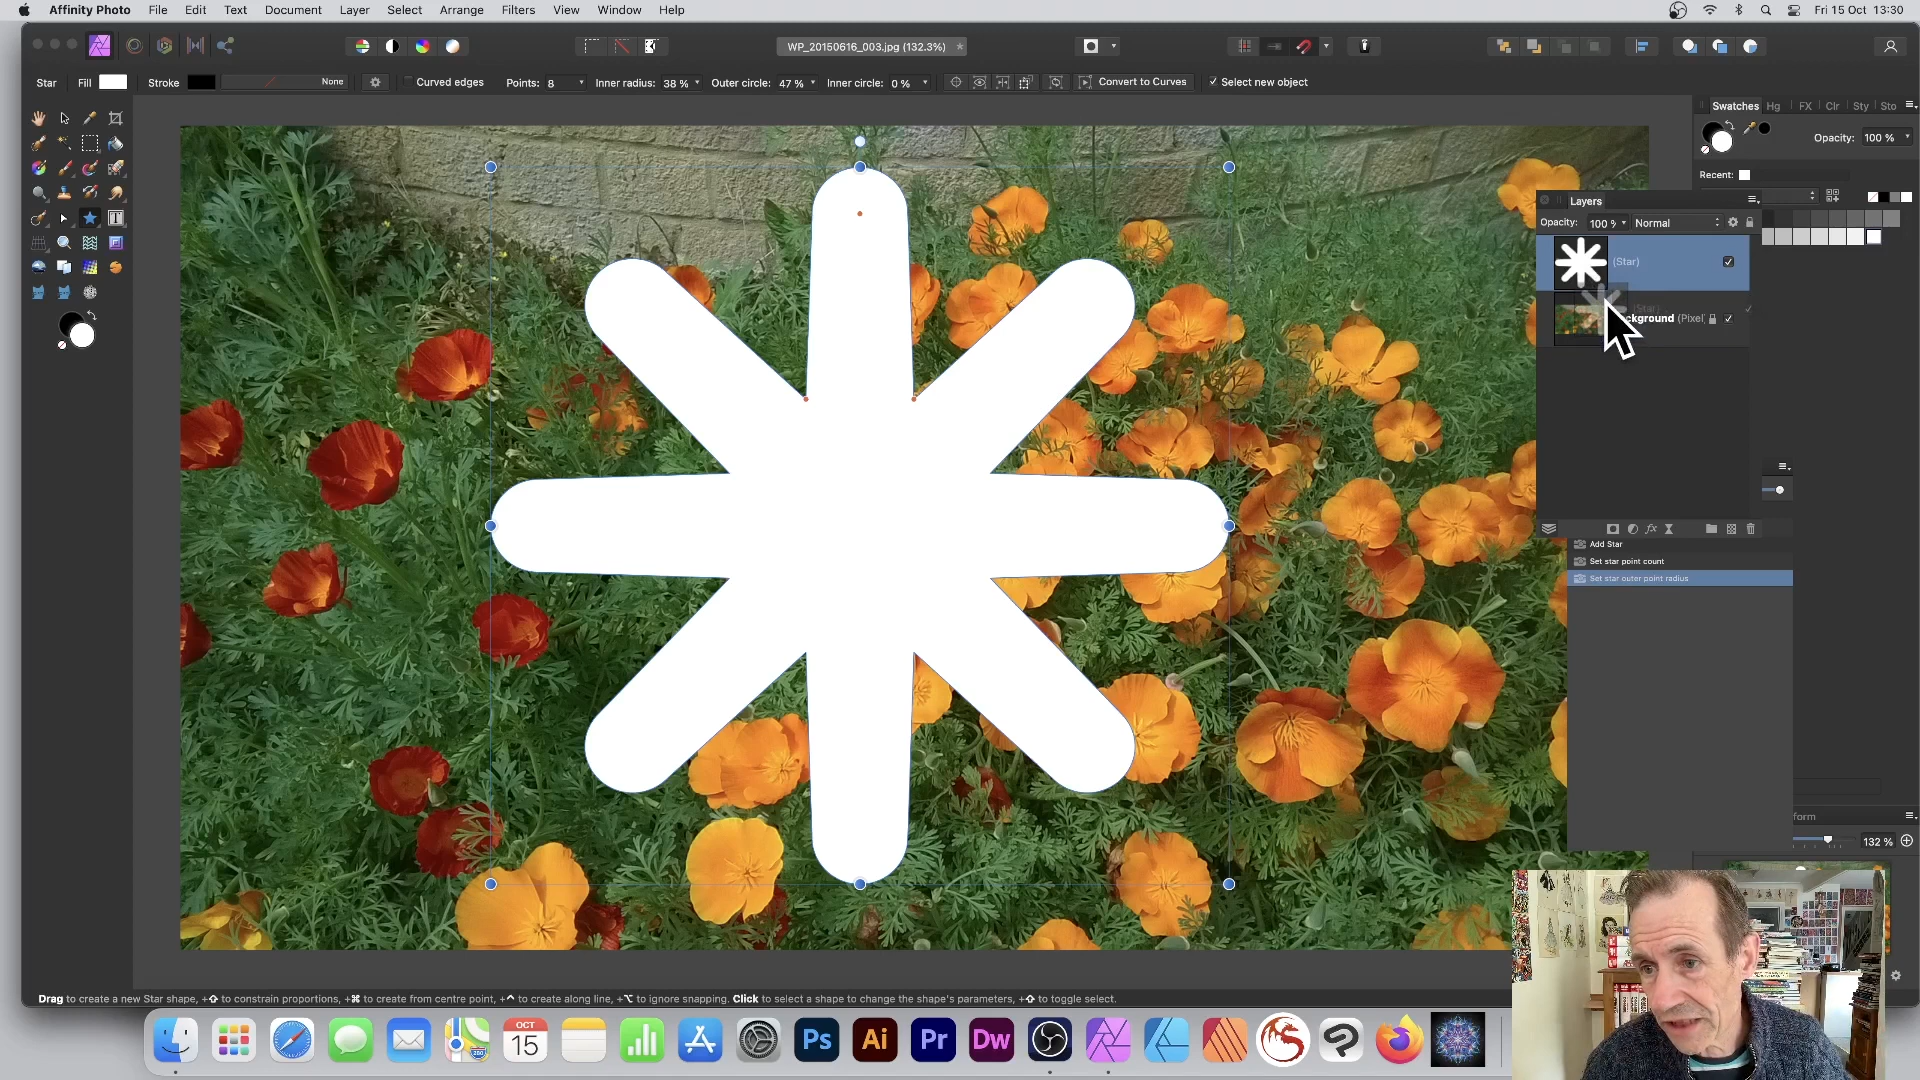 Affinity Photo File Edit Text Document Layer Select Arrange Filters View Window Help Fri 15 Oct 13:30
WP_20150616_003.jpg (132.3%)
Star Fill Stroke None Curved edges Points: 8 Inner radius: 38 % Outer circle: 47 % Inner circle: 0 % Convert to Curves Select new object
Swatches Hg FX Clr Sty Sto
Opacity: 100 %
Recent:
Layers
Opacity: 100 % Normal
(Star)
(Star)
ckground (Pixel)
Add Star
Set star point count
Set star outer point radius
form
132 %
Drag to create a new Star shape, +⇧ to constrain proportions, +⌘ to create from centre point, +⌃ to create along line, +⌥ to ignore snapping. Click to select a shape to change the shape's parameters, +⇧ to toggle select.
OCT
15
280
Ps Ai Pr Dw